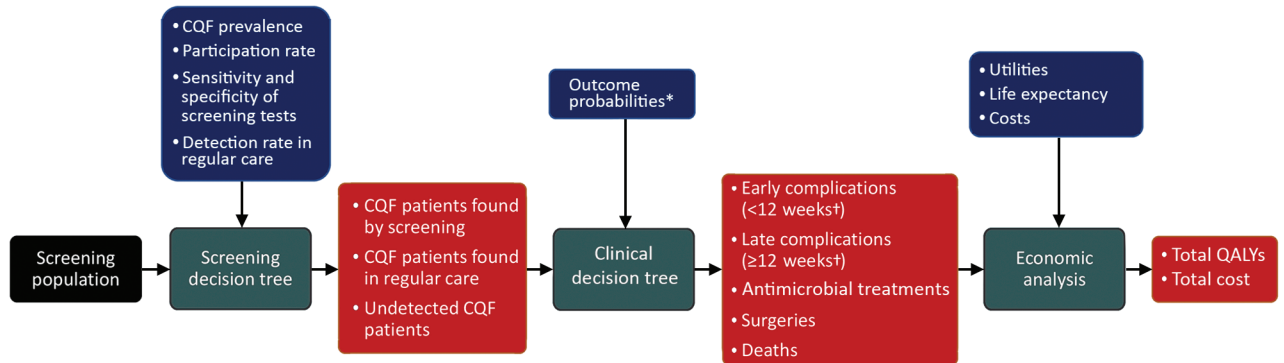 • CQF prevalence
• Participation rate
• Sensitivity and
specificity of
screening tests
• Detection rate in
regular care
Outcome
probabilities*
• Utilities
• Life expectancy
• Costs
Screening
population
Screening
decision tree
• CQF patients found
by screening
• CQF patients found
in regular care
• Undetected CQF
patients
Clinical
decision tree
• Early complications
(<12 weeks†)
• Late complications
(≥12 weeks†)
• Antimicrobial treatments
• Surgeries
• Deaths
Economic
analysis
• Total QALYs
• Total cost